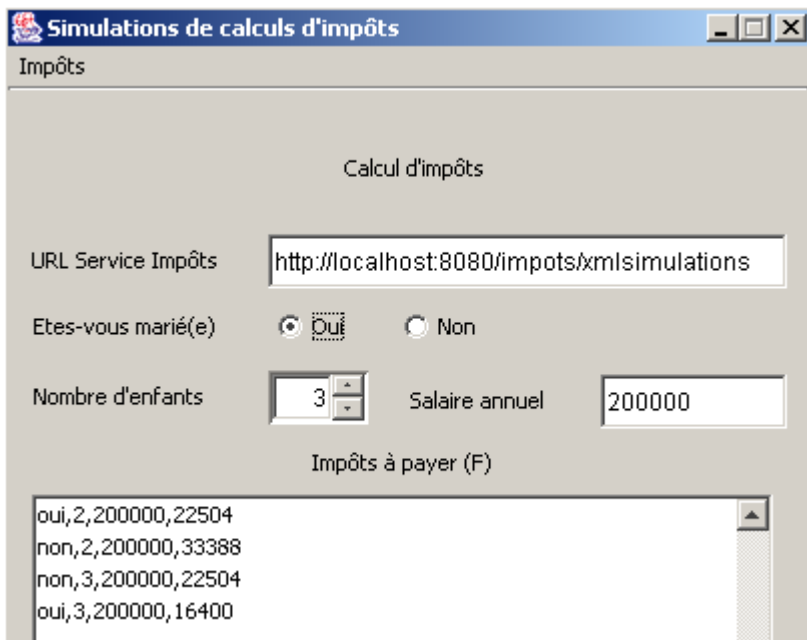 Simulations de calculs d'impôts
Impôts
Calcul d'impôts
URL Service Impôts http://localhost:8080/impots/xmlsimulations
Etes-vous marié(e) Oui Non
Nombre d'enfants 3 Salaire annuel 200000
Impôts à payer (F)
oui,2,200000,22504
non,2,200000,33388
non,3,200000,22504
oui,3,200000,16400